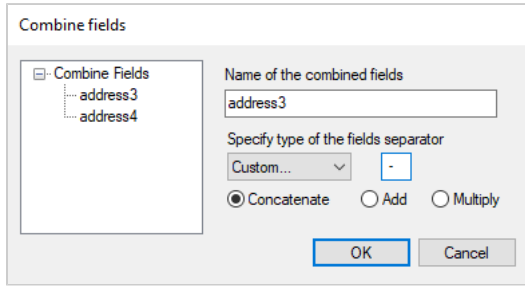 Combine fields
Combine Fields
address3
address4
Name of the combined fields
address3
Specify type of the fields separator
Custom... -
Concatenate Add Multiply
OK Cancel